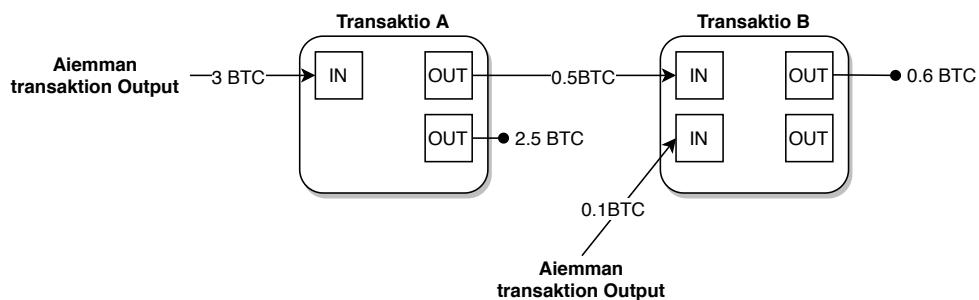 Transaktio A
Transaktio B
Aiemman
transaktion Output
3 BTC
IN
OUT
0.5BTC
IN
OUT
0.6 BTC
OUT
2.5 BTC
IN
OUT
0.1BTC
Aiemman
transaktion Output